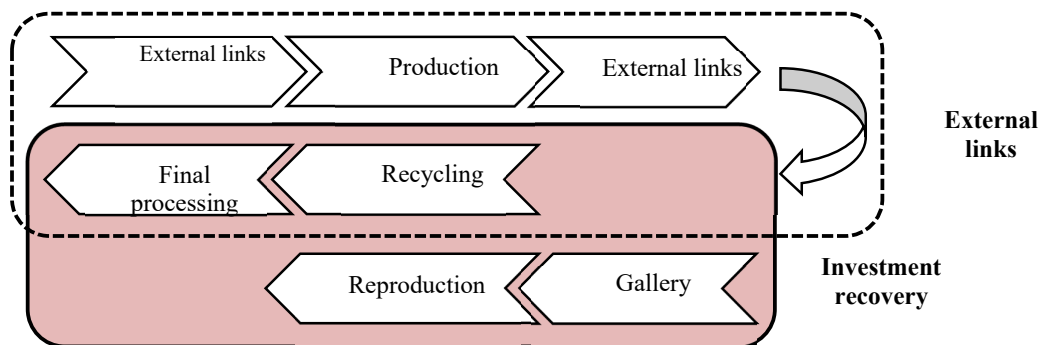 External links
Production
External links
External
links
Final
processing
Recycling
Investment
recovery
Reproduction
Gallery